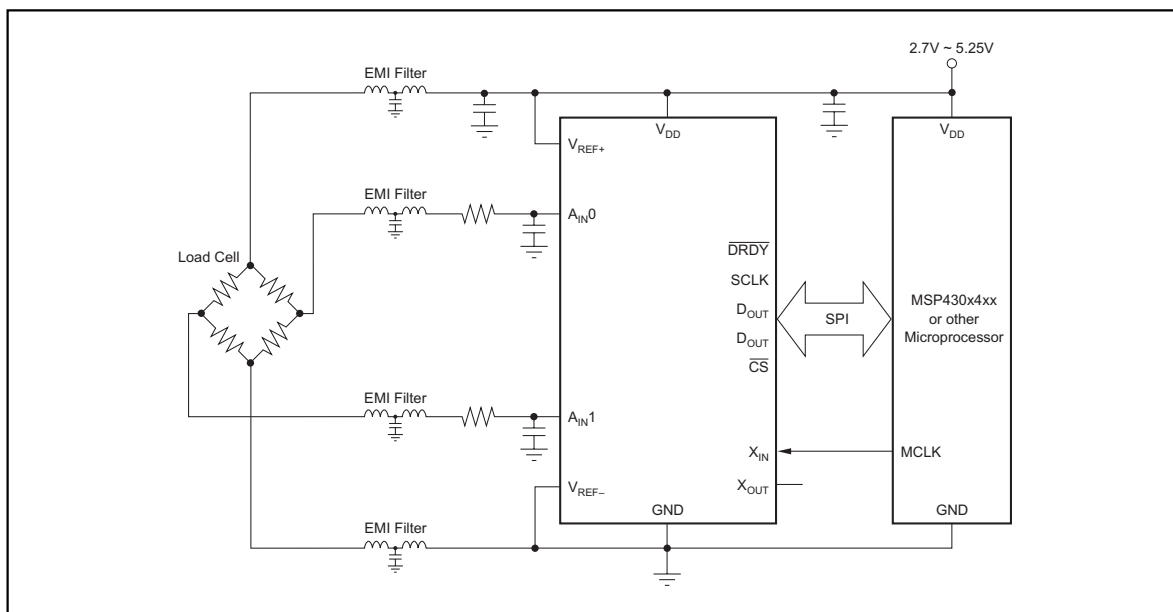 2.7V ~ 5.25V
EMI Filter
V_DD
V_DD
V_REF+
EMI Filter
A_IN0
Load Cell
DRDY
SCLK
D_OUT
D_OUT
CS
SPI
MSP430x4xx
or other
Microprocessor
EMI Filter
A_IN1
X_IN
MCLK
X_OUT
V_REF–
GND
GND
EMI Filter